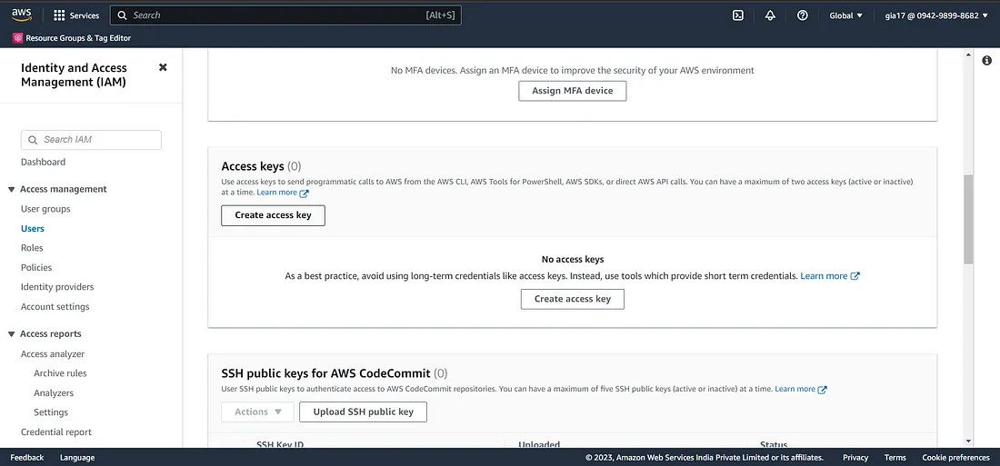 aws
Services
Search
[Alt+S]
Global
gia17 @ 0942-9899-8682
Resource Groups & Tag Editor
Identity and Access
Management (IAM)
Search IAM
Dashboard
Access management
User groups
Users
Roles
Policies
Identity providers
Account settings
Access reports
Access analyzer
Archive rules
Analyzers
Settings
Credential report
No MFA devices. Assign an MFA device to improve the security of your AWS environment
Assign MFA device
Access keys (0)
Use access keys to send programmatic calls to AWS from the AWS CLI, AWS Tools for PowerShell, AWS SDKs, or direct AWS API calls. You can have a maximum of two access keys (active or inactive)
at a time. Learn more
Create access key
No access keys
As a best practice, avoid using long-term credentials like access keys. Instead, use tools which provide short term credentials. Learn more
Create access key
SSH public keys for AWS CodeCommit (0)
User SSH public keys to authenticate access to AWS CodeCommit repositories. You can have a maximum of five SSH public keys (active or inactive) at a time. Learn more
Actions
Upload SSH public key
SSH Key ID
Uploaded
Status
Feedback
Language
© 2023, Amazon Web Services India Private Limited or its affiliates.
Privacy
Terms
Cookie preferences